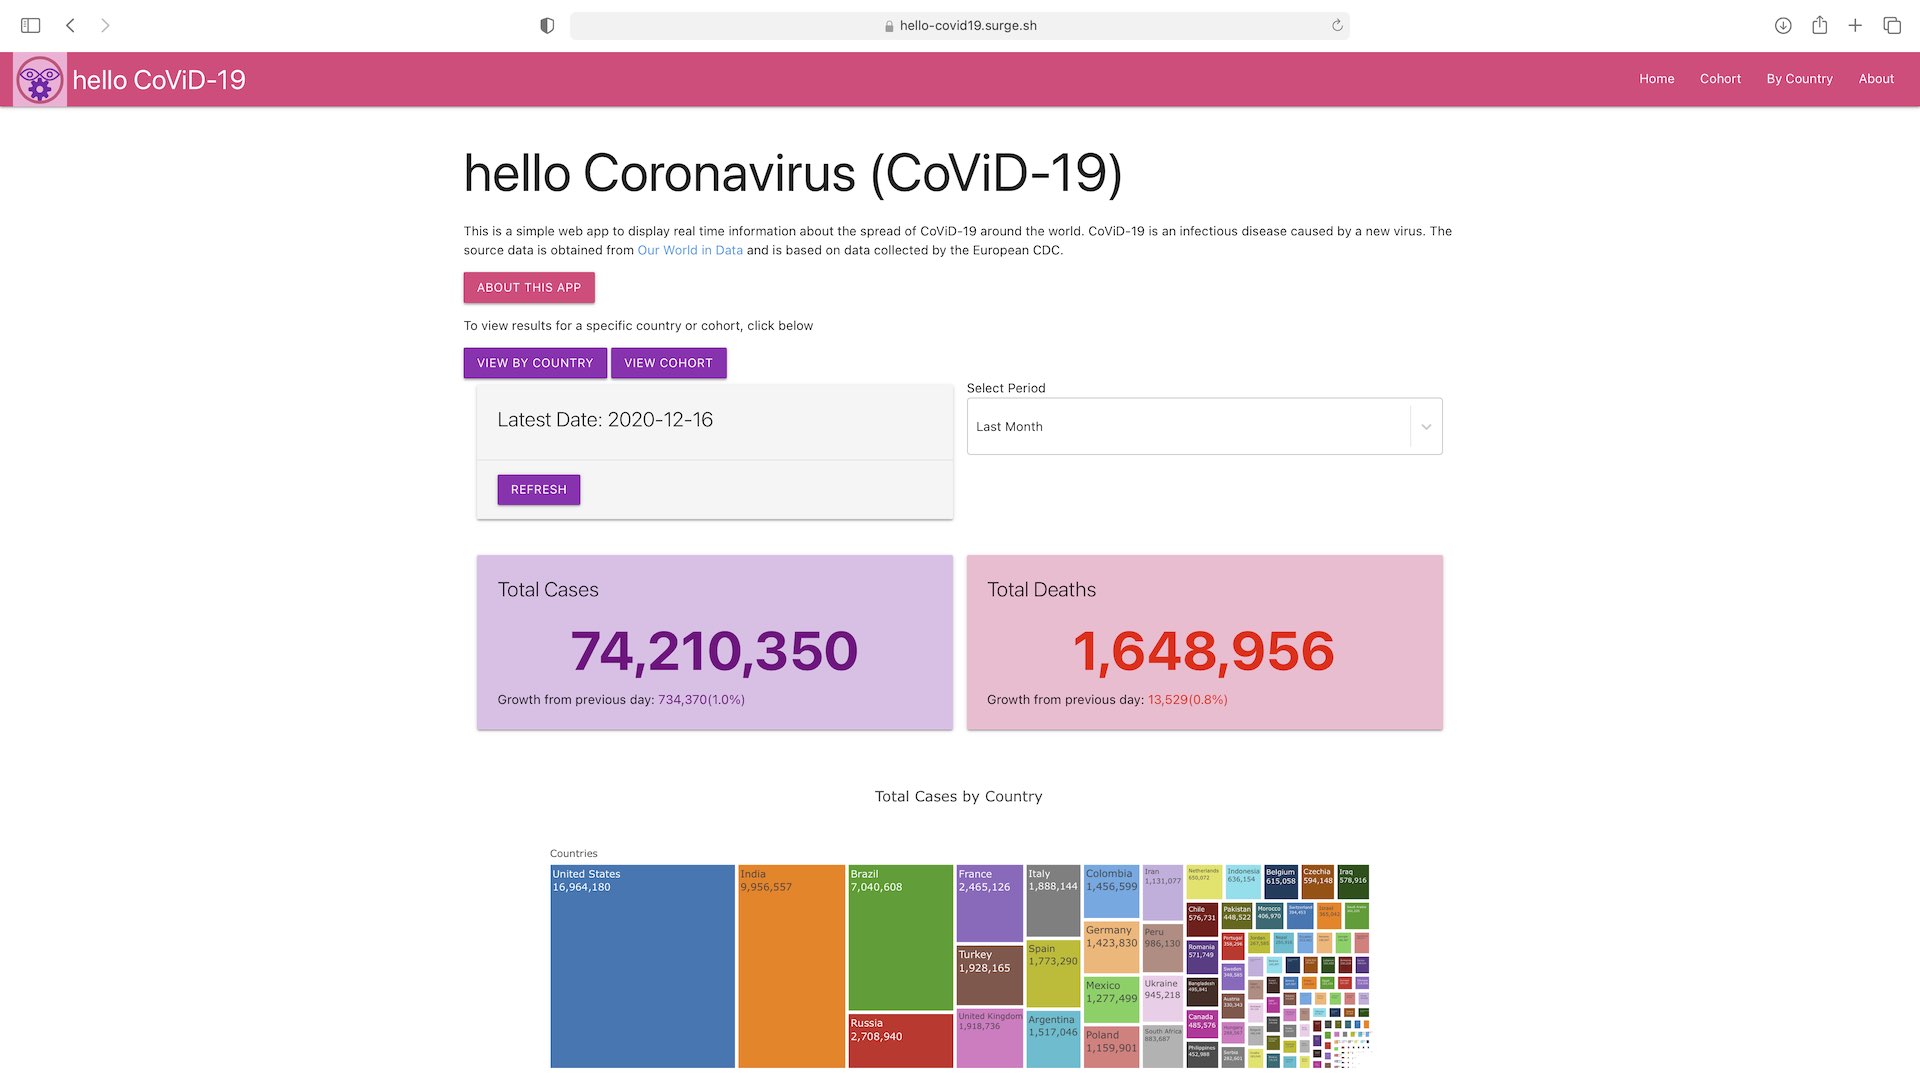 hello-covid19.surge.sh
hello CoViD-19
Home
Cohort
By Country
About
hello Coronavirus (CoViD-19)
This is a simple web app to display real time information about the spread of CoViD-19 around the world. CoViD-19 is an infectious disease caused by a new virus. The
source data is obtained from Our World in Data and is based on data collected by the European CDC.
ABOUT THIS APP
To view results for a specific country or cohort, click below
VIEW BY COUNTRY
VIEW COHORT
Latest Date: 2020-12-16
REFRESH
Select Period
Last Month
Total Cases
74,210,350
Growth from previous day: 734,370(1.0%)
Total Deaths
1,648,956
Growth from previous day: 13,529(0.8%)
Total Cases by Country
Countries
United States
16,964,180
India
9,956,557
Brazil
7,040,608
Russia
2,708,940
France
2,465,126
Turkey
1,928,165
United Kingdom
1,918,736
Italy
1,888,144
Spain
1,773,290
Argentina
1,517,046
Colombia
1,456,599
Germany
1,423,830
Mexico
1,277,499
Poland
1,159,901
Iran
1,131,077
Peru
986,130
Ukraine
945,218
South Africa
883,687
Netherlands
650,072
Indonesia
636,154
Belgium
615,058
Czechia
594,148
Iraq
578,916
Chile
576,731
Romania
571,749
Bangladesh
Canada
485,576
Philippines
452,988
Pakistan
448,522
Morocco
406,970
Switzerland
Israel
Portugal
Sweden
Austria
330,343
Hungary
Serbia
Jordan